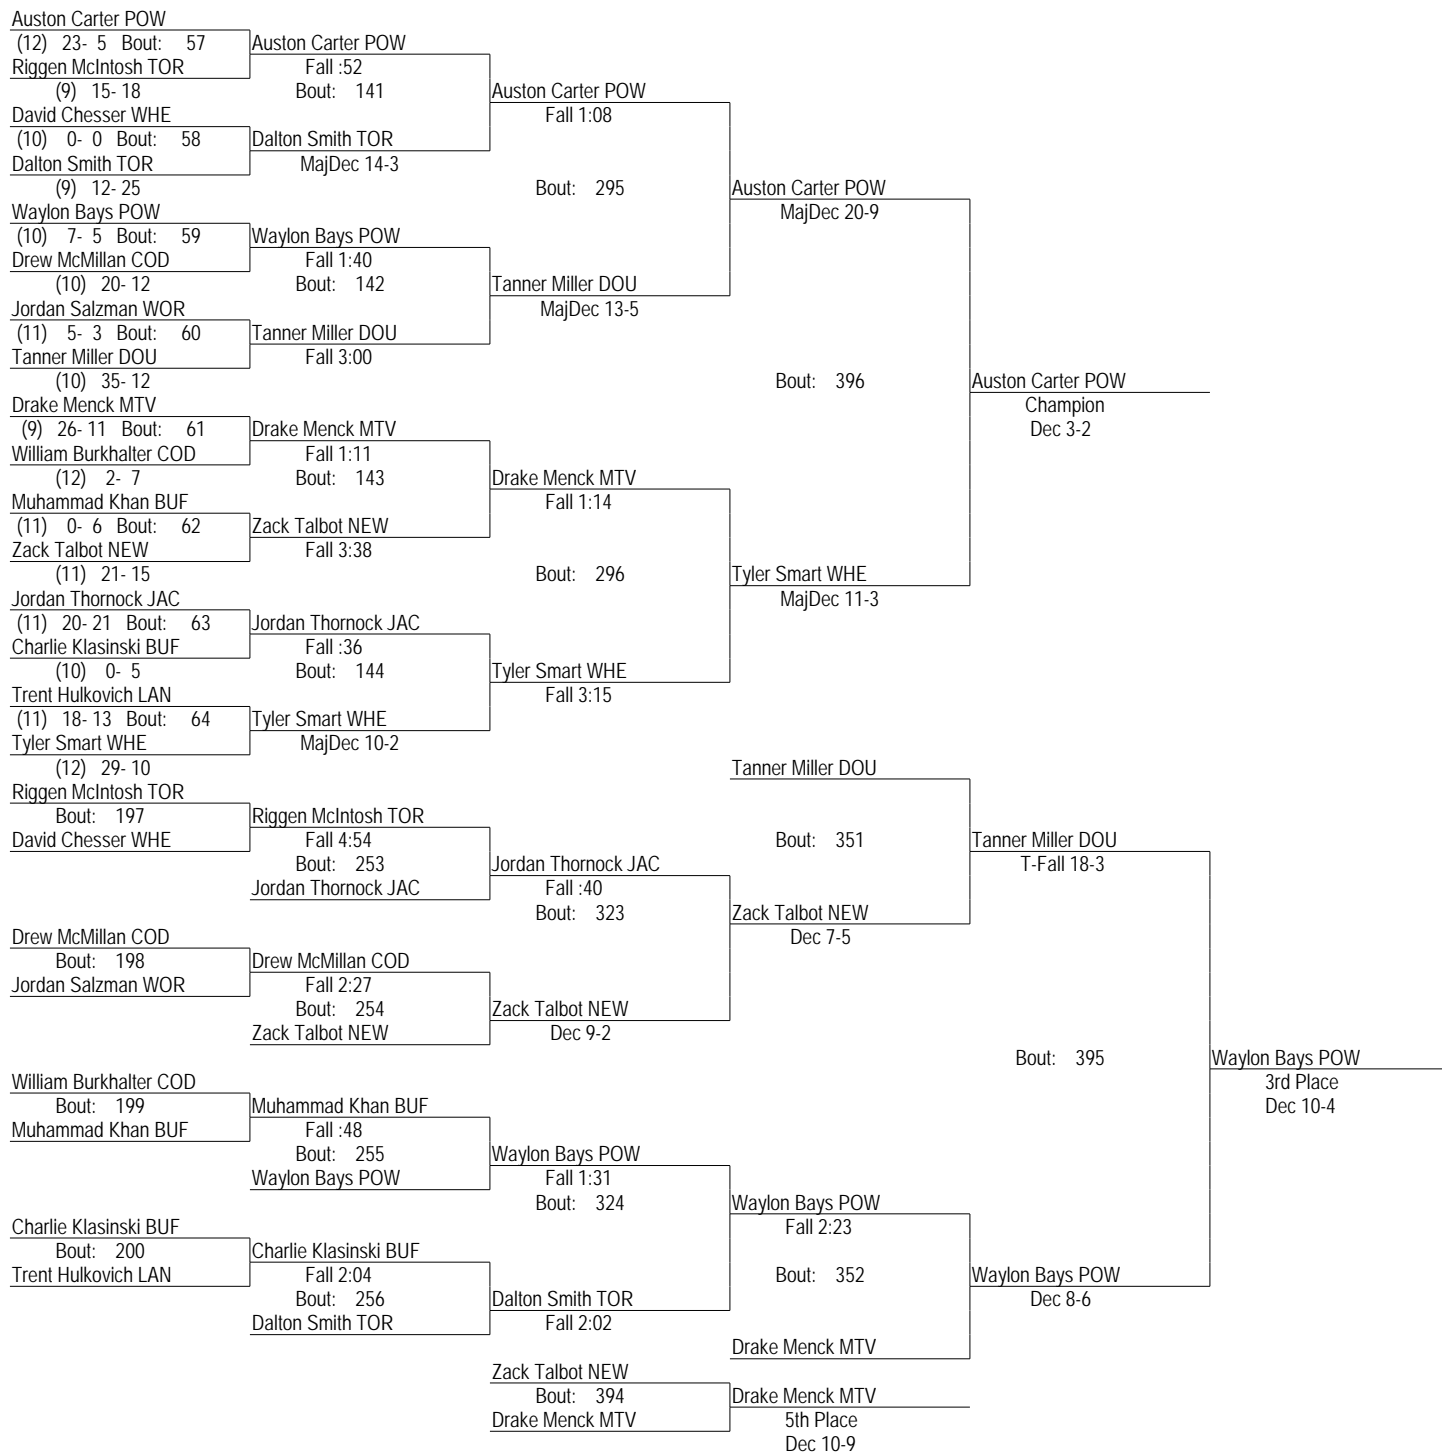 Auston Carter POW
(12) 23- 5 Bout: 57
Riggen McIntosh TOR
(9) 15- 18
David Chesser WHE
(10) 0- 0 Bout: 58
Dalton Smith TOR
(9) 12- 25
Waylon Bays POW
(10) 7- 5 Bout: 59
Drew McMillan COD
(10) 20- 12
Jordan Salzman WOR
(11) 5- 3 Bout: 60
Tanner Miller DOU
(10) 35- 12
Drake Menck MTV
(9) 26- 11 Bout: 61
William Burkhalter COD
(12) 2- 7
Muhammad Khan BUF
(11) 0- 6 Bout: 62
Zack Talbot NEW
(11) 21- 15
Jordan Thornock JAC
(11) 20- 21 Bout: 63
Charlie Klasinski BUF
(10) 0- 5
Trent Hulkovich LAN
(11) 18- 13 Bout: 64
Tyler Smart WHE
(12) 29- 10
Auston Carter POW
Fall :52
Bout: 141
Dalton Smith TOR
MajDec 14-3
Waylon Bays POW
Fall 1:40
Bout: 142
Tanner Miller DOU
Fall 3:00
Drake Menck MTV
Fall 1:11
Bout: 143
Zack Talbot NEW
Fall 3:38
Jordan Thornock JAC
Fall :36
Bout: 144
Tyler Smart WHE
MajDec 10-2
Auston Carter POW
Fall 1:08
Bout: 295
Tanner Miller DOU
MajDec 13-5
Drake Menck MTV
Fall 1:14
Bout: 296
Tyler Smart WHE
Fall 3:15
Auston Carter POW
MajDec 20-9
Bout: 396
Tyler Smart WHE
MajDec 11-3
Auston Carter POW
Champion
Dec 3-2
Riggen McIntosh TOR
Bout: 197
David Chesser WHE
Drew McMillan COD
Bout: 198
Jordan Salzman WOR
William Burkhalter COD
Bout: 199
Muhammad Khan BUF
Charlie Klasinski BUF
Bout: 200
Trent Hulkovich LAN
Riggen McIntosh TOR
Fall 4:54
Bout: 253
Jordan Thornock JAC
Drew McMillan COD
Fall 2:27
Bout: 254
Zack Talbot NEW
Muhammad Khan BUF
Fall :48
Bout: 255
Waylon Bays POW
Charlie Klasinski BUF
Fall 2:04
Bout: 256
Dalton Smith TOR
Jordan Thornock JAC
Fall :40
Bout: 323
Zack Talbot NEW
Dec 9-2
Waylon Bays POW
Fall 1:31
Bout: 324
Dalton Smith TOR
Fall 2:02
Tanner Miller DOU
Bout: 351
Zack Talbot NEW
Dec 7-5
Waylon Bays POW
Fall 2:23
Bout: 352
Drake Menck MTV
Tanner Miller DOU
T-Fall 18-3
Bout: 395
Waylon Bays POW
Dec 8-6
Waylon Bays POW
3rd Place
Dec 10-4
Zack Talbot NEW
Bout: 394
Drake Menck MTV
Drake Menck MTV
5th Place
Dec 10-9